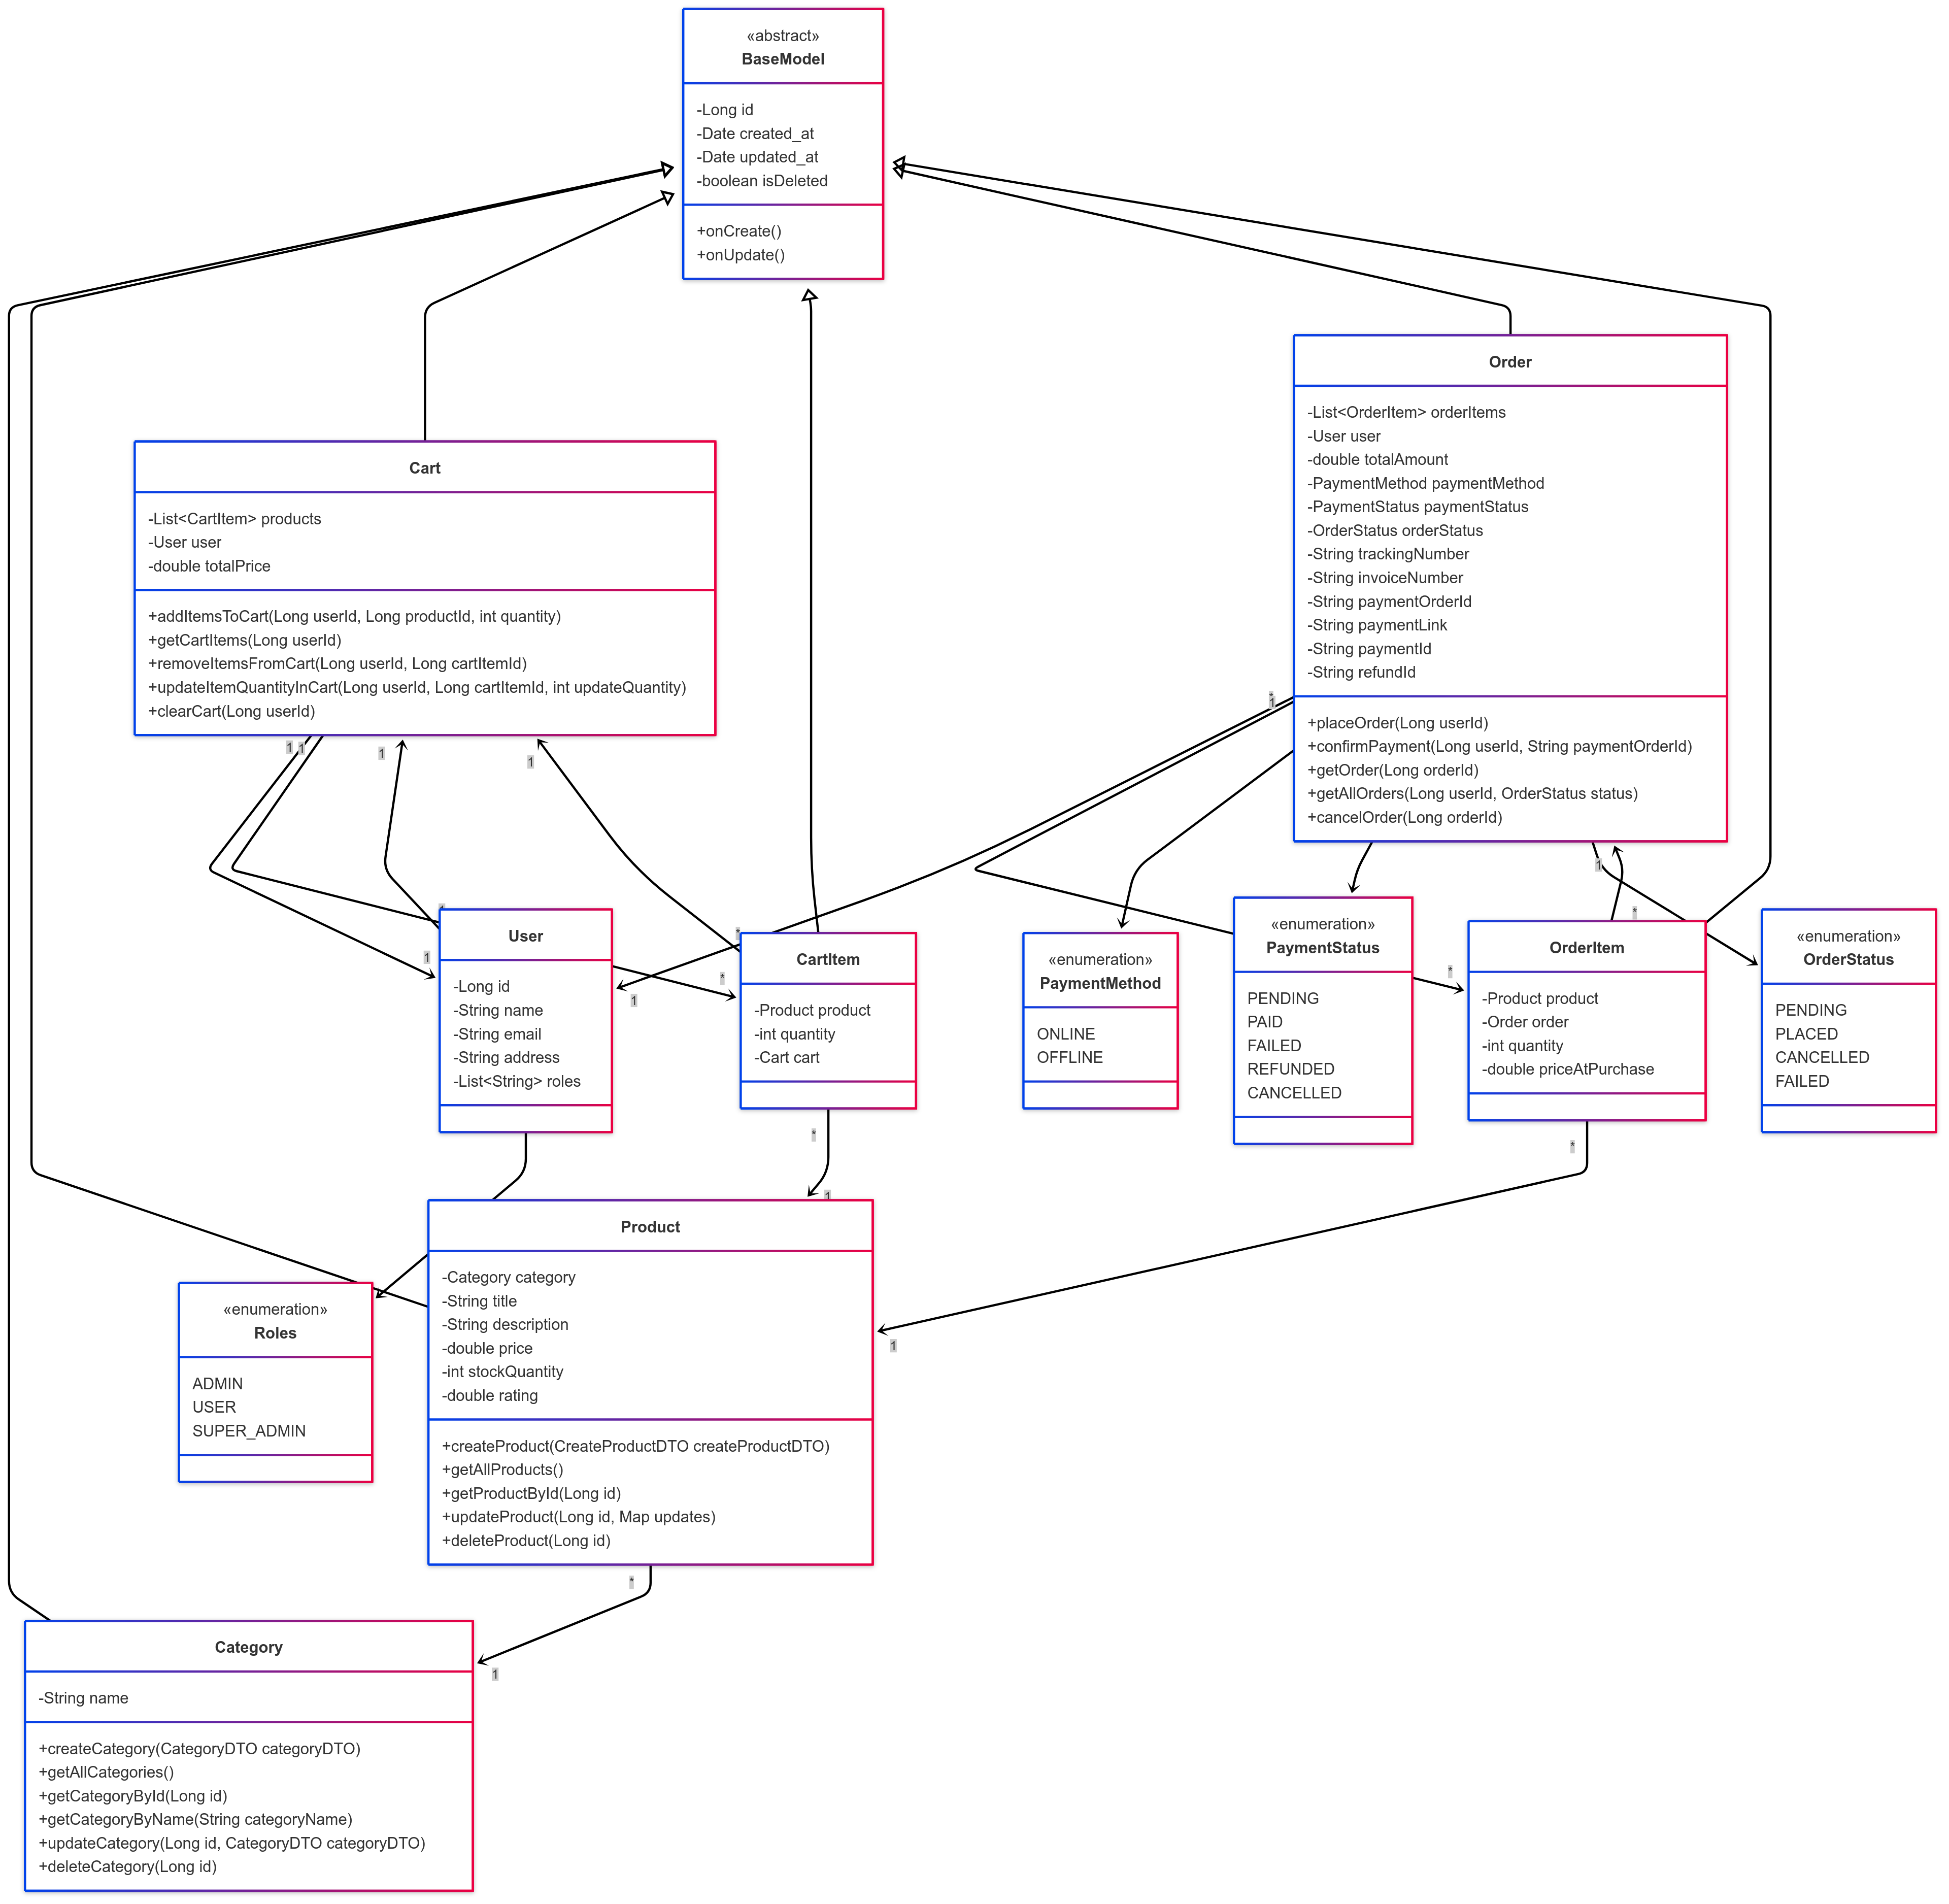 «abstract»
BaseModel
-Long id
-Date created_at
-Date updated_at
-boolean isDeleted
+onCreate()
+onUpdate()
Order
-List<OrderItem> orderItems
-User user
-double totalAmount
-PaymentMethod paymentMethod
-PaymentStatus paymentStatus
-OrderStatus orderStatus
-String trackingNumber
-String invoiceNumber
-String paymentOrderId
-String paymentLink
-String paymentId
-String refundId
+placeOrder(Long userId)
+confirmPayment(Long userId, String paymentOrderId)
+getOrder(Long orderId)
+getAllOrders(Long userId, OrderStatus status)
+cancelOrder(Long orderId)
Cart
-List<CartItem> products
-User user
-double totalPrice
+addItemsToCart(Long userId, Long productId, int quantity)
+getCartItems(Long userId)
+removeItemsFromCart(Long userId, Long cartItemId)
+updateItemQuantityInCart(Long userId, Long cartItemId, int updateQuantity)
+clearCart(Long userId)
*
1
1
1
1
1
1
*
*
User
-Long id
-String name
-String email
-String address
-List<String> roles
1
*
1
CartItem
-Product product
-int quantity
-Cart cart
«enumeration»
PaymentMethod
ONLINE
OFFLINE
«enumeration»
PaymentStatus
PENDING
PAID
FAILED
REFUNDED
CANCELLED
*
OrderItem
-Product product
-Order order
-int quantity
-double priceAtPurchase
«enumeration»
OrderStatus
PENDING
PLACED
CANCELLED
FAILED
*
1
*
Product
-Category category
-String title
-String description
-double price
-int stockQuantity
-double rating
+createProduct(CreateProductDTO createProductDTO)
+getAllProducts()
+getProductById(Long id)
+updateProduct(Long id, Map updates)
+deleteProduct(Long id)
1
«enumeration»
Roles
ADMIN
USER
SUPER_ADMIN
*
1
Category
-String name
+createCategory(CategoryDTO categoryDTO)
+getAllCategories()
+getCategoryById(Long id)
+getCategoryByName(String categoryName)
+updateCategory(Long id, CategoryDTO categoryDTO)
+deleteCategory(Long id)